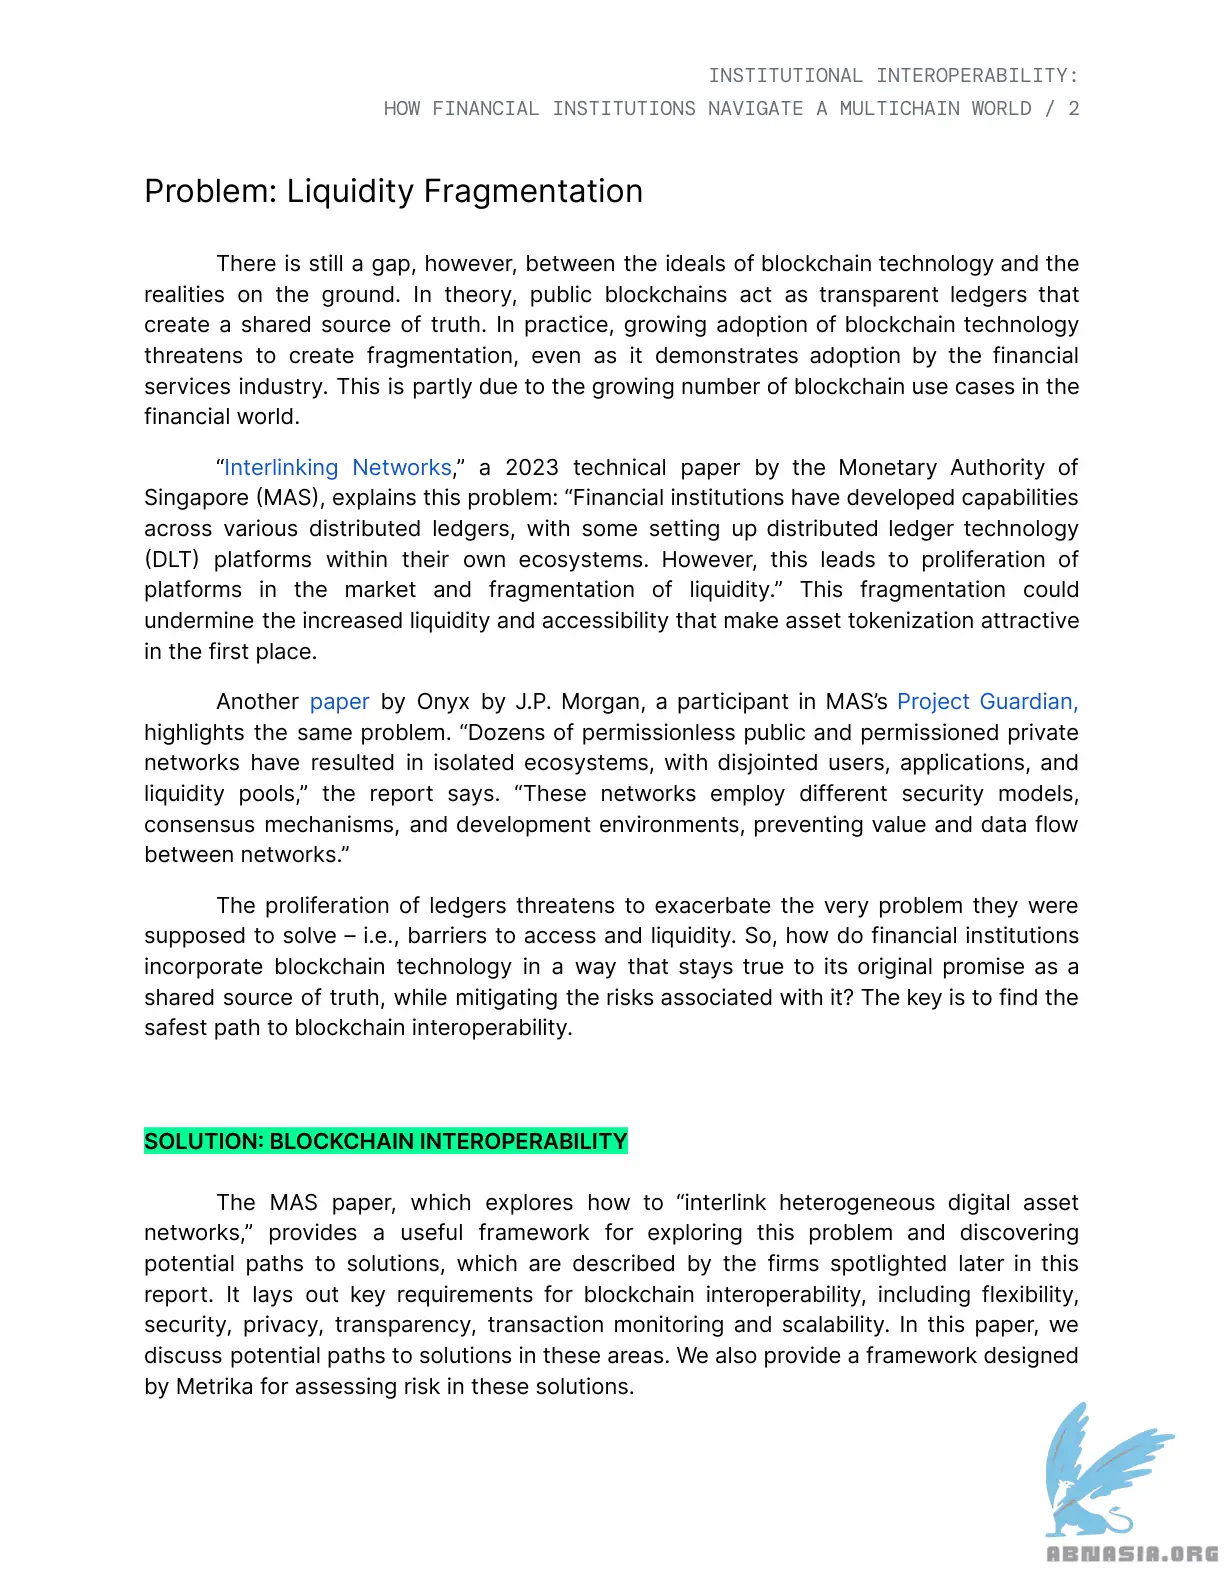 INSTITUTIONAL INTEROPERABILITY:
HOW FINANCIAL INSTITUTIONS NAVIGATE A MULTICHAIN WORLD / 2
Problem: Liquidity Fragmentation
There is still a gap, however, between the ideals of blockchain technology and the
realities on the ground. In theory, public blockchains act as transparent ledgers that
create a shared source of truth. In practice, growing adoption of blockchain technology
threatens to create fragmentation, even as it demonstrates adoption by the financial
services industry. This is partly due to the growing number of blockchain use cases in the
financial world.
“Interlinking Networks,” a 2023 technical paper by the Monetary Authority of
Singapore (MAS), explains this problem: “Financial institutions have developed capabilities
across various distributed ledgers, with some setting up distributed ledger technology
(DLT) platforms within their own ecosystems. However, this leads to proliferation of
platforms in the market and fragmentation of liquidity.” This fragmentation could
undermine the increased liquidity and accessibility that make asset tokenization attractive
in the first place.
Another paper by Onyx by J.P. Morgan, a participant in MAS’s Project Guardian,
highlights the same problem. “Dozens of permissionless public and permissioned private
networks have resulted in isolated ecosystems, with disjointed users, applications, and
liquidity pools,” the report says. “These networks employ different security models,
consensus mechanisms, and development environments, preventing value and data flow
between networks.”
The proliferation of ledgers threatens to exacerbate the very problem they were
supposed to solve – i.e., barriers to access and liquidity. So, how do financial institutions
incorporate blockchain technology in a way that stays true to its original promise as a
shared source of truth, while mitigating the risks associated with it? The key is to find the
safest path to blockchain interoperability.
SOLUTION: BLOCKCHAIN INTEROPERABILITY
The MAS paper, which explores how to “interlink heterogeneous digital asset
networks,” provides a useful framework for exploring this problem and discovering
potential paths to solutions, which are described by the firms spotlighted later in this
report. It lays out key requirements for blockchain interoperability, including flexibility,
security, privacy, transparency, transaction monitoring and scalability. In this paper, we
discuss potential paths to solutions in these areas. We also provide a framework designed
by Metrika for assessing risk in these solutions.
ABNASIA.ORG